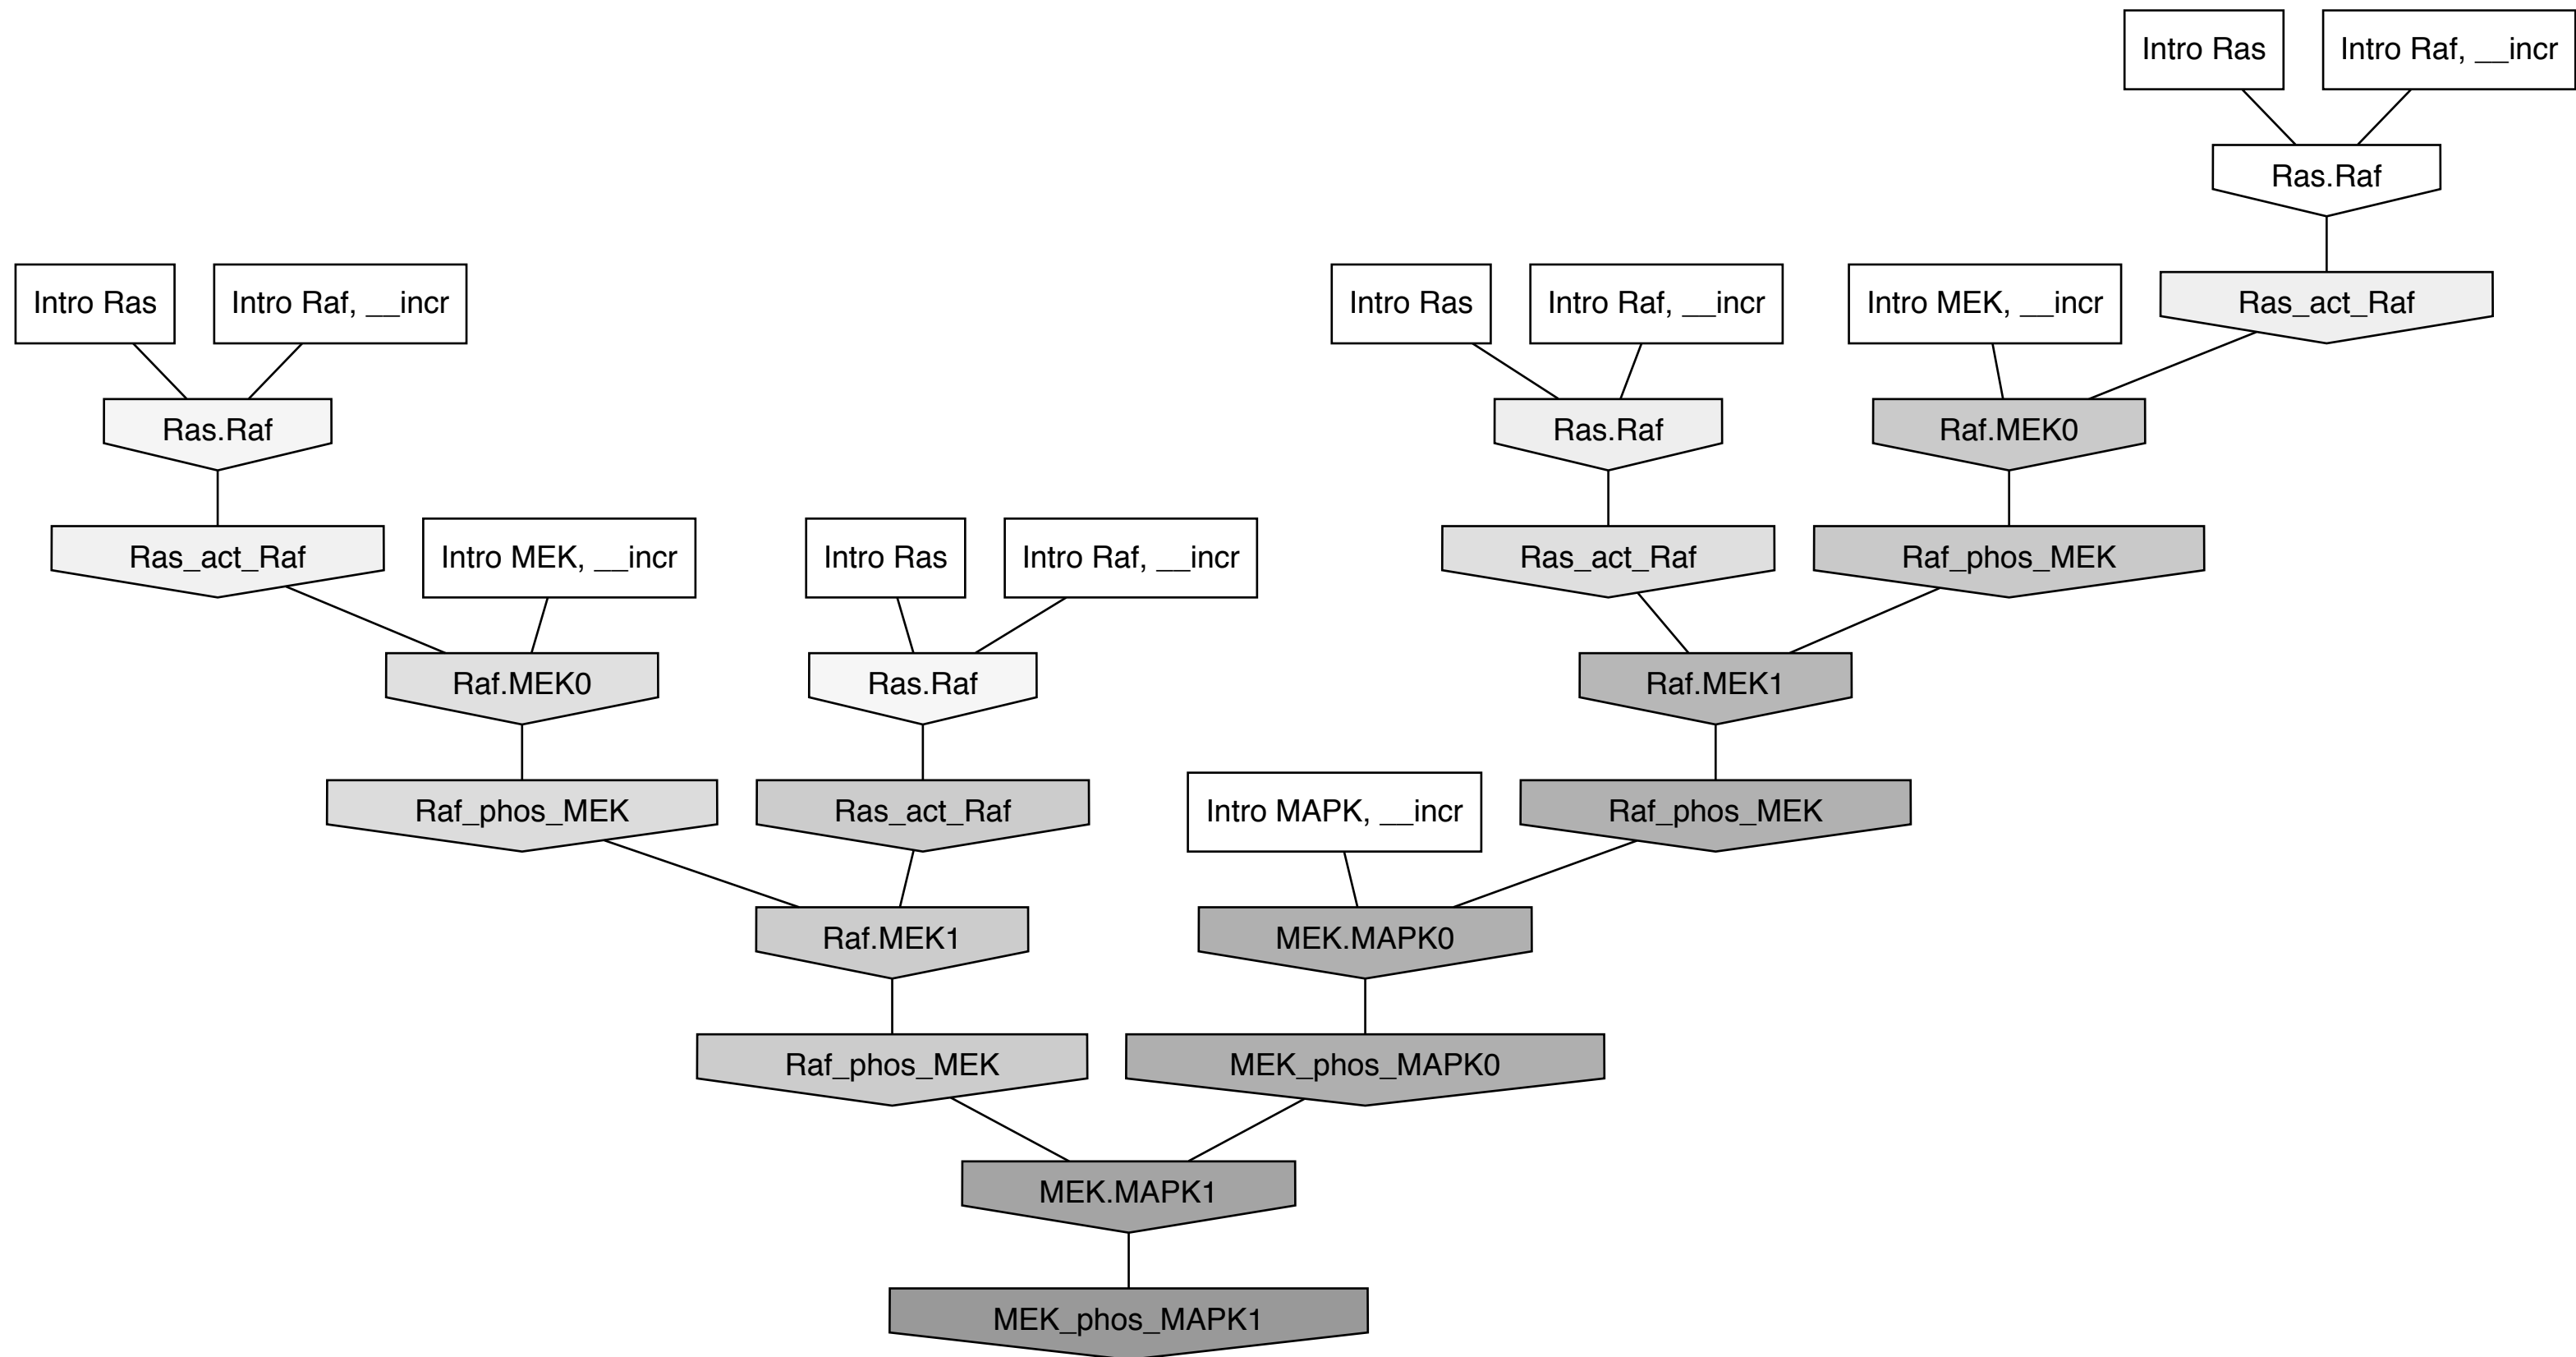 Intro Ras
Intro Raf, __incr
Ras.Raf
Intro Ras
Intro Raf, __incr
Intro Ras
Intro Raf, __incr
Intro MEK, __incr
Ras_act_Raf
Ras.Raf
Ras.Raf
Raf.MEK0
Ras_act_Raf
Intro MEK, __incr
Intro Ras
Intro Raf, __incr
Ras_act_Raf
Raf_phos_MEK
Raf.MEK0
Ras.Raf
Raf.MEK1
Raf_phos_MEK
Ras_act_Raf
Intro MAPK, __incr
Raf_phos_MEK
Raf.MEK1
MEK.MAPK0
Raf_phos_MEK
MEK_phos_MAPK0
MEK.MAPK1
MEK_phos_MAPK1